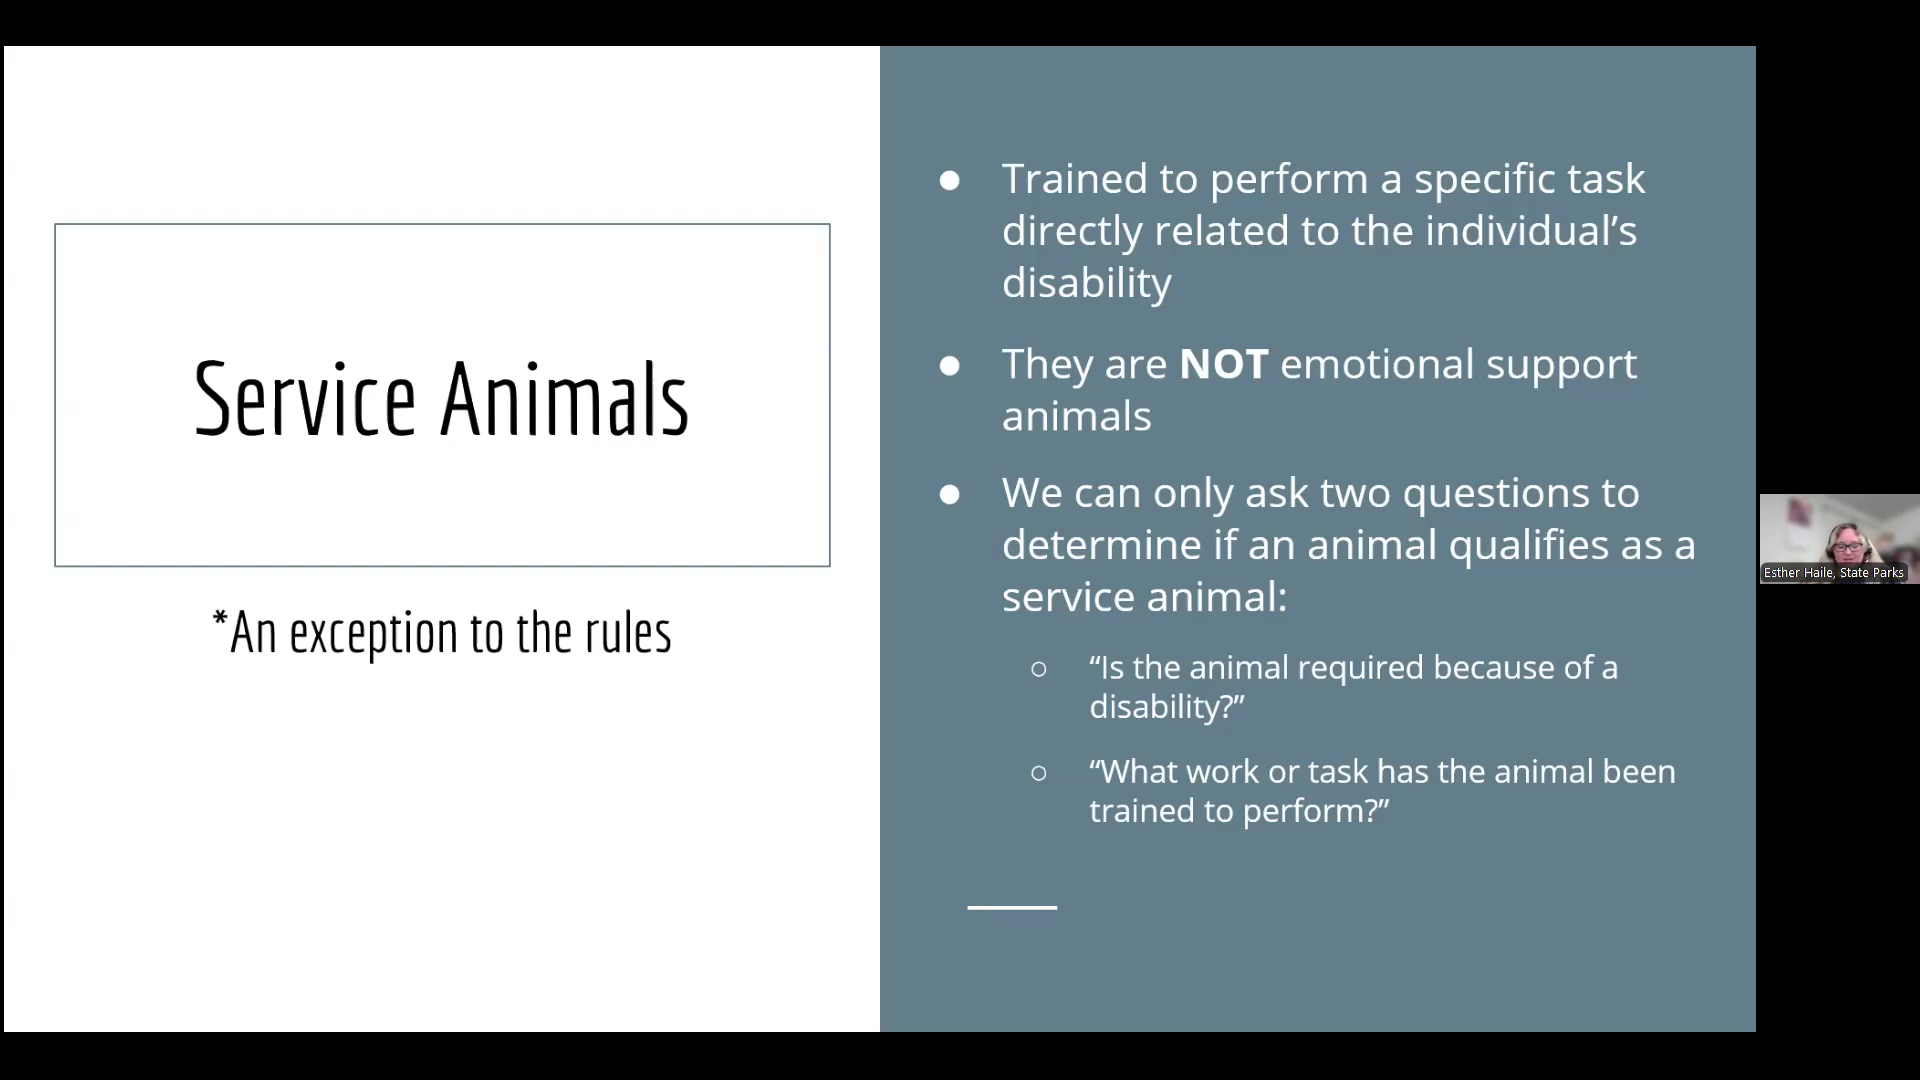 Service Animals
*An exception to the rules
● Trained to perform a specific task
directly related to the individual’s
disability
● They are NOT emotional support
animals
● We can only ask two questions to
determine if an animal qualifies as a
service animal:
○ “Is the animal required because of a
disability?”
○ “What work or task has the animal been
trained to perform?”
Esther Haile, State Parks